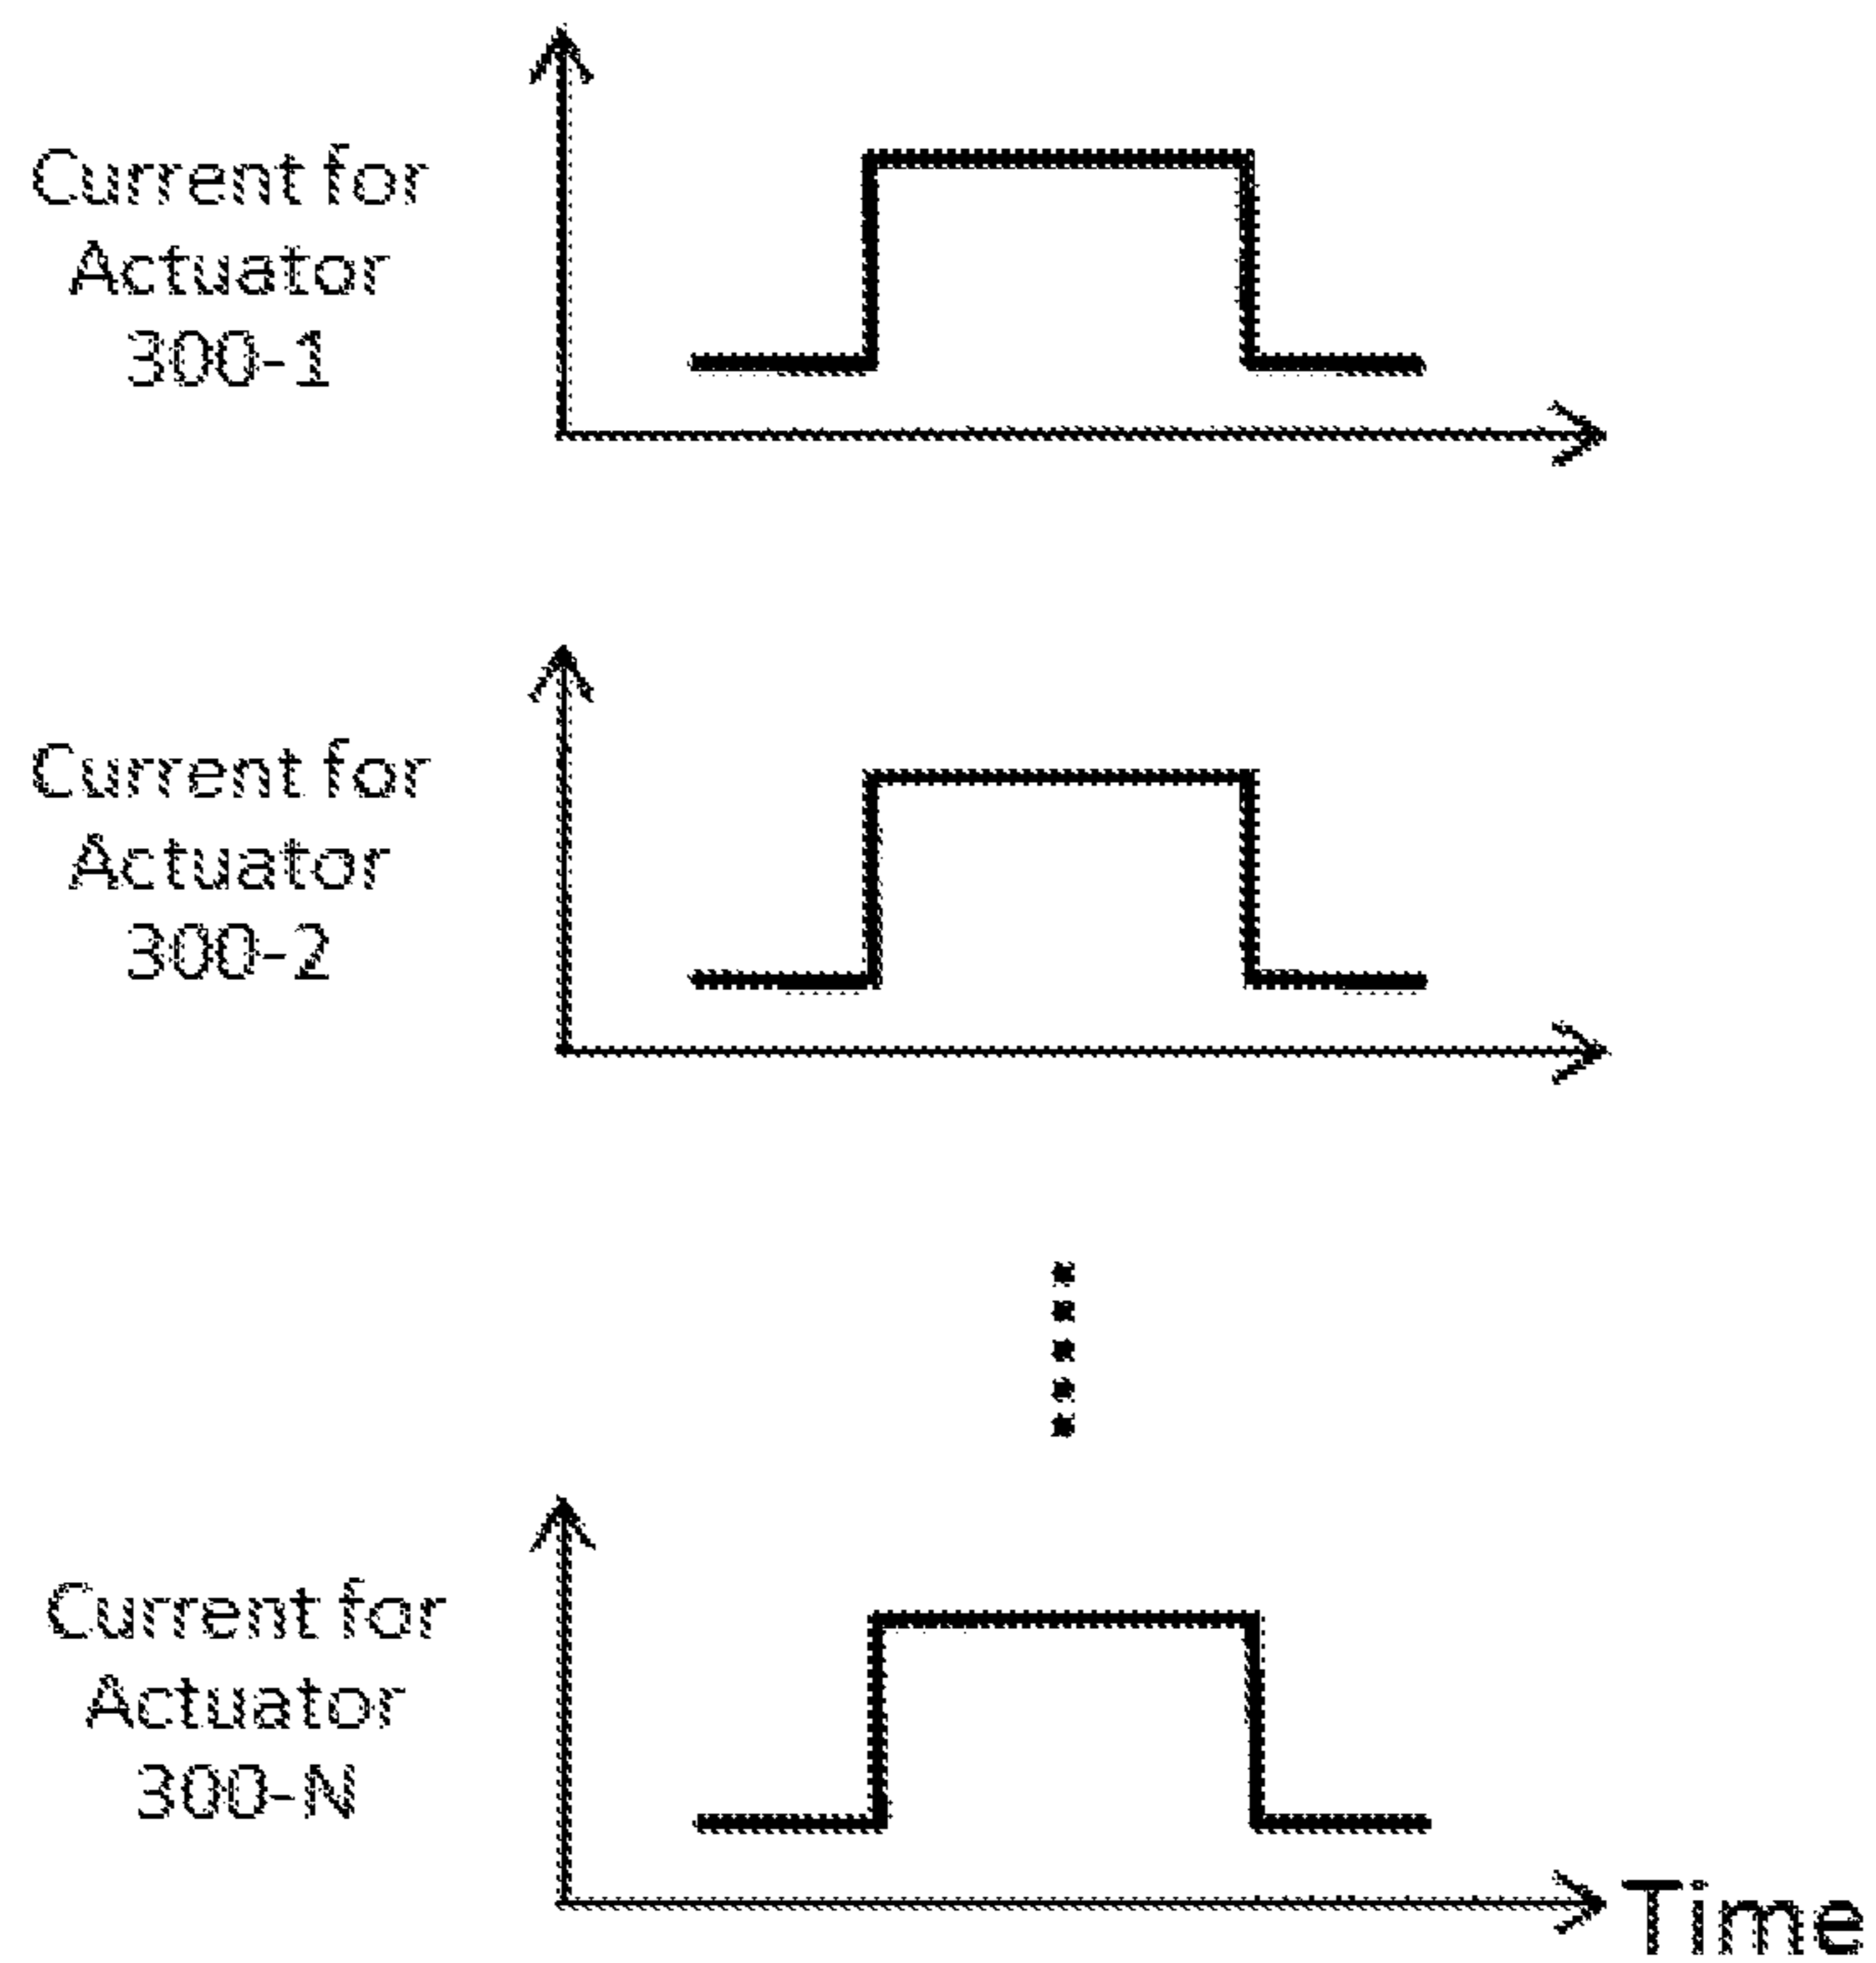 Current for
Actuator
300-1
Current for
Actuator
300-2
Current for
Actuator
300-N
Time